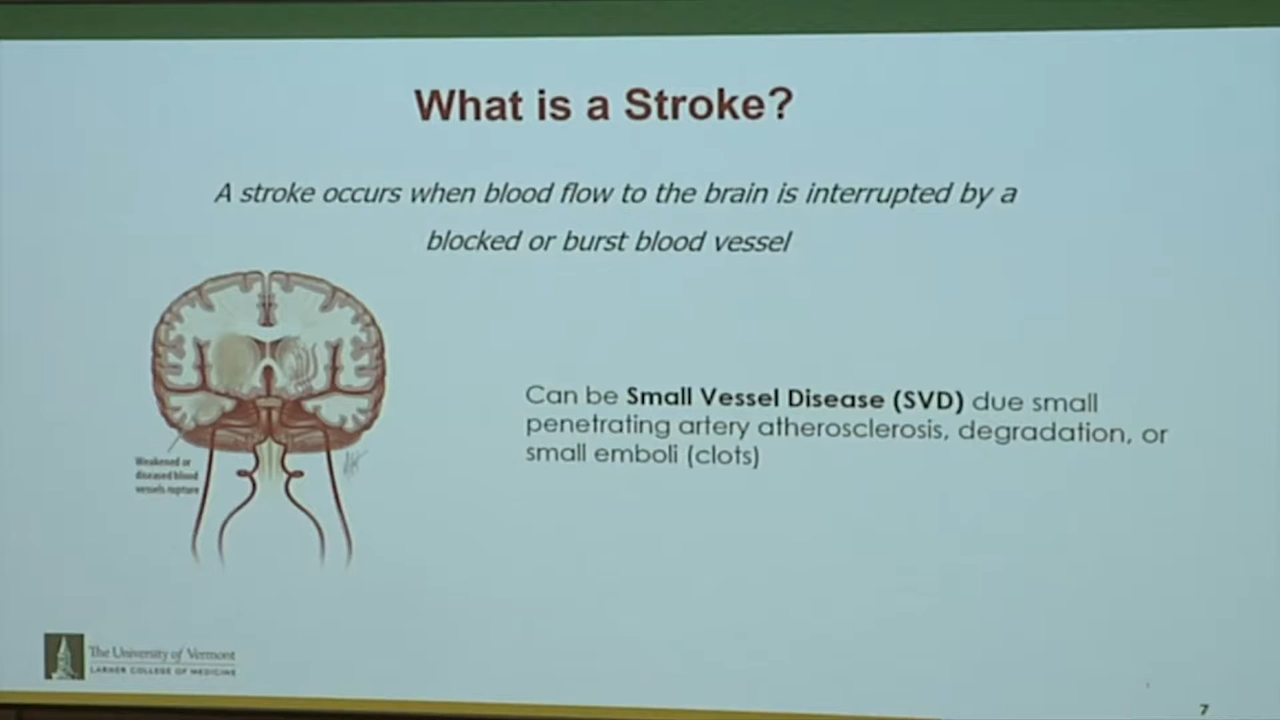 What is a Stroke?
A stroke occurs when blood flow to the brain is interrupted by a
blocked or burst blood vessel
Can be Small Vessel Disease (SVD) due small
penetrating artery atherosclerosis, degradation, or
small emboli (clots)
Weakened or
diseased blood
vessels rupture
The University of Vermont
LARNER COLLEGE OF MEDICINE
7